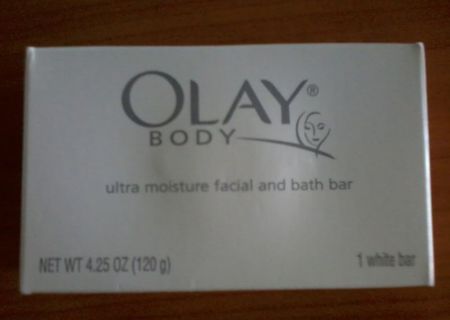 OLAY®
BODY
ultra moisture facial and bath bar
NET WT 4.25 OZ (120 g)
1 white bar